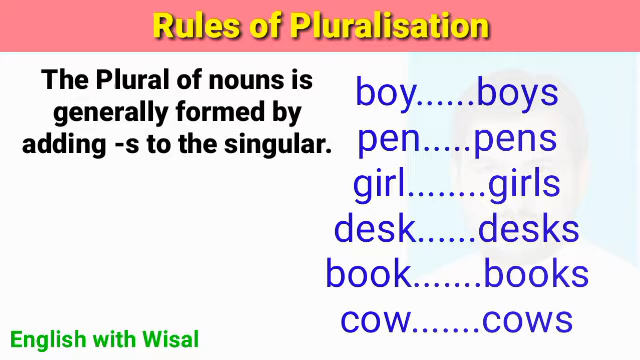 Rules of Pluralisation
The Plural of nouns is
generally formed by
adding -s to the singular.
boy......boys
pen.....pens
girl........girls
desk......desks
book.......books
cow.......cows
English with Wisal